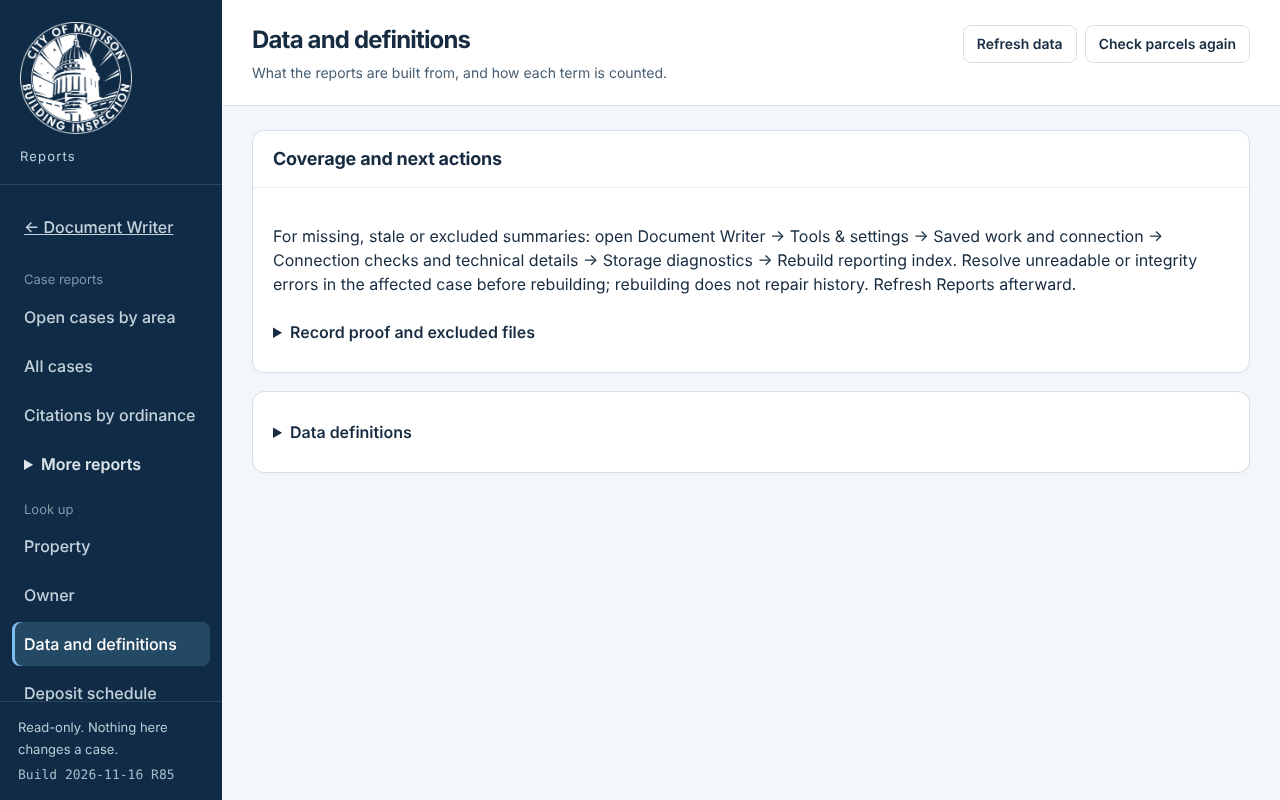 CITY OF MADISON
BUILDING INSPECTION
Reports
← Document Writer
Case reports
Open cases by area
All cases
Citations by ordinance
▶ More reports
Look up
Property
Owner
Data and definitions
Deposit schedule
Read-only. Nothing here
changes a case.
Build 2026-11-16 R85
Data and definitions
What the reports are built from, and how each term is counted.
Refresh data
Check parcels again
Coverage and next actions
For missing, stale or excluded summaries: open Document Writer → Tools & settings → Saved work and connection →
Connection checks and technical details → Storage diagnostics → Rebuild reporting index. Resolve unreadable or integrity
errors in the affected case before rebuilding; rebuilding does not repair history. Refresh Reports afterward.
▶ Record proof and excluded files
▶ Data definitions